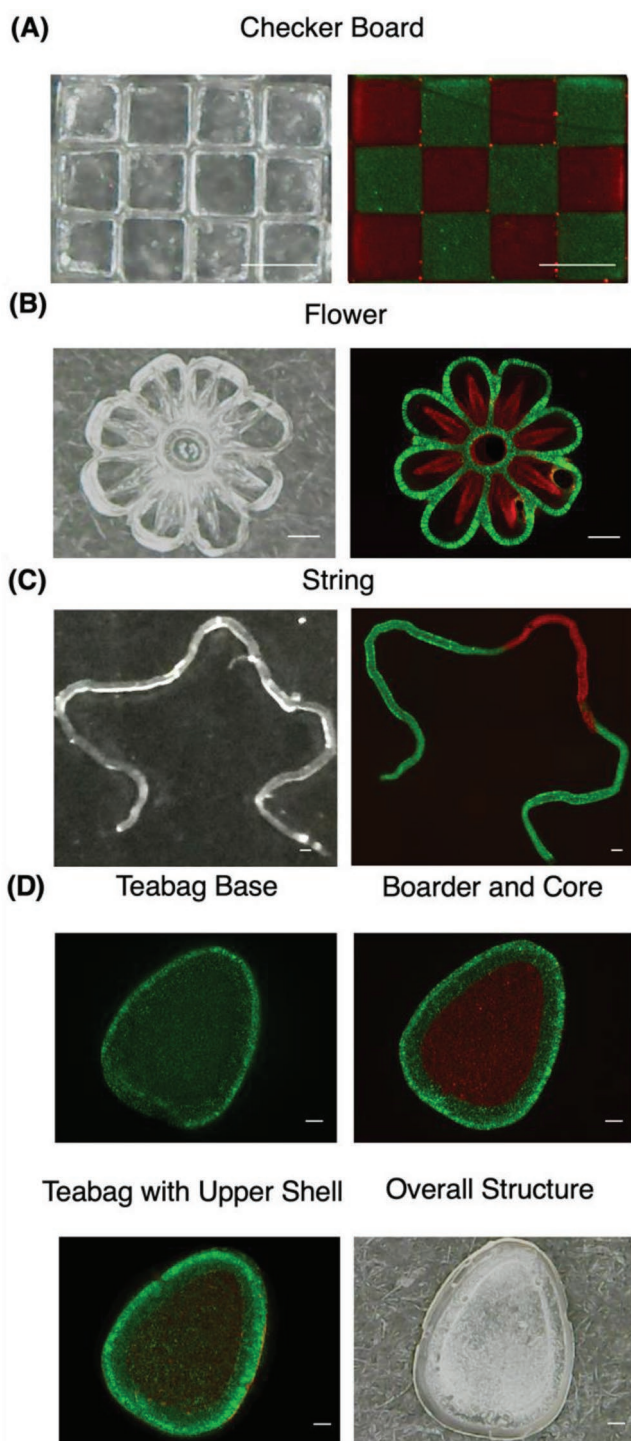 (A)
Checker Board
(B)
Flower
(C)
String
(D)
Teabag Base
Boarder and Core
Teabag with Upper Shell
Overall Structure